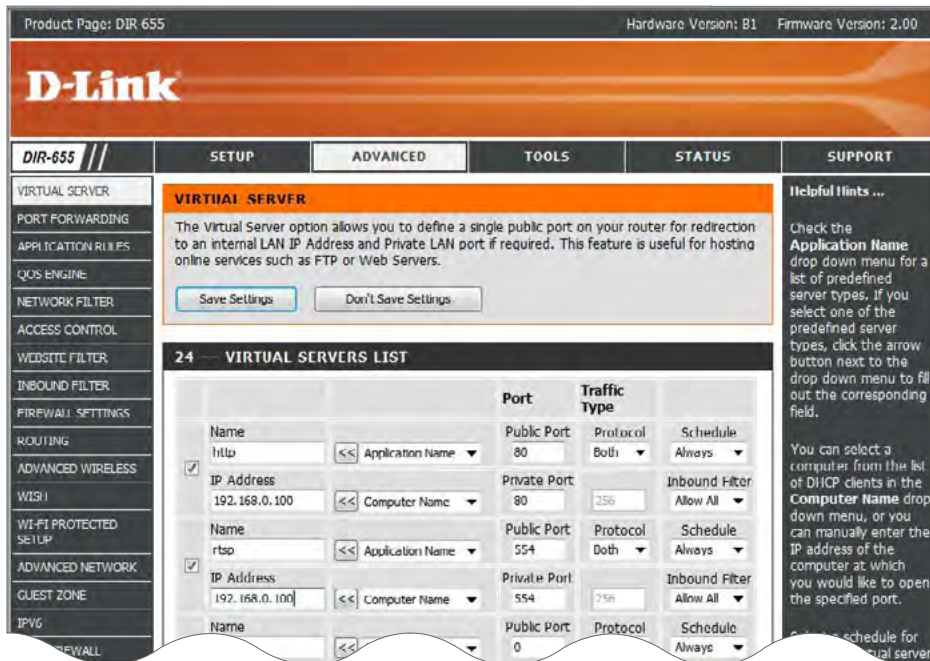 Product Page: DIR 655
Hardware Version: B1 Firmware Version: 2.00
D-Link
DIR-655
SETUP
ADVANCED
TOOLS
STATUS
SUPPORT
VIRTUAL SERVER
PORT FORWARDING
APPLICATION RULES
QOS ENGINE
NETWORK FILTER
ACCESS CONTROL
WEBSITE FILTER
INBOUND FILTER
FIREWALL SETTINGS
ROUTING
ADVANCED WIRELESS
WISH
WI-FI PROTECTED
SETUP
ADVANCED NETWORK
GUEST ZONE
IPV6
VIRTUAL SERVER
The Virtual Server option allows you to define a single public port on your router for redirection
to an internal LAN IP Address and Private LAN port if required. This feature is useful for hosting
online services such as FTP or Web Servers.
Save Settings
Don't Save Settings
24 — VIRTUAL SERVERS LIST
Port
Traffic
Type
Name
Public Port
Protocol
Schedule
http
<<
Application Name
80
Both
Always
IP Address
Private Port
Inbound Filter
192.168.0.100
<<
Computer Name
80
256
Allow All
Name
Public Port
Protocol
Schedule
rtsp
<<
Application Name
554
Both
Always
IP Address
Private Port
Inbound Filter
192.168.0.100
<<
Computer Name
554
256
Allow All
Name
Public Port
Protocol
Schedule
<<
0
Always
Helpful Hints ...
Check the
Application Name
drop down menu for a
list of predefined
server types. If you
select one of the
predefined server
types, click the arrow
button next to the
drop down menu to fill
out the corresponding
field.
You can select a
computer from the list
of DHCP clients in the
Computer Name drop
down menu, or you
can manually enter the
IP address of the
computer at which
you would like to open
the specified port.
schedule for
server